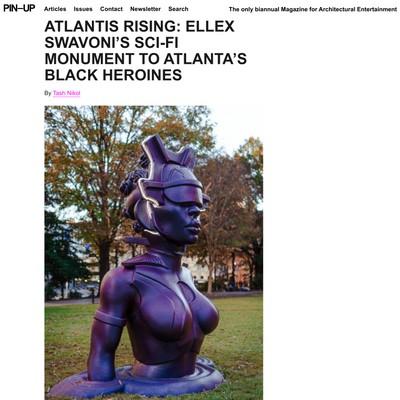 PIN–UP Articles Issues Contact Newsletter Search The only biannual Magazine for Architectural Entertainment
ATLANTIS RISING: ELLEX
SWAVONI’S SCI-FI
MONUMENT TO ATLANTA’S
BLACK HEROINES
By Tash Nikol